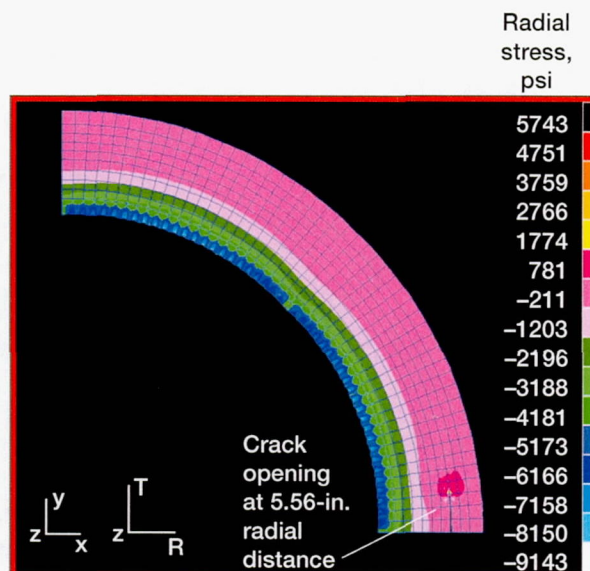 Radial
stress,
psi
5743
4751
3759
2766
1774
781
−211
−1203
−2196
−3188
−4181
−5173
−6166
−7158
−8150
−9143
Crack
opening
at 5.56-in.
radial
distance
y
z
x
T
z
R